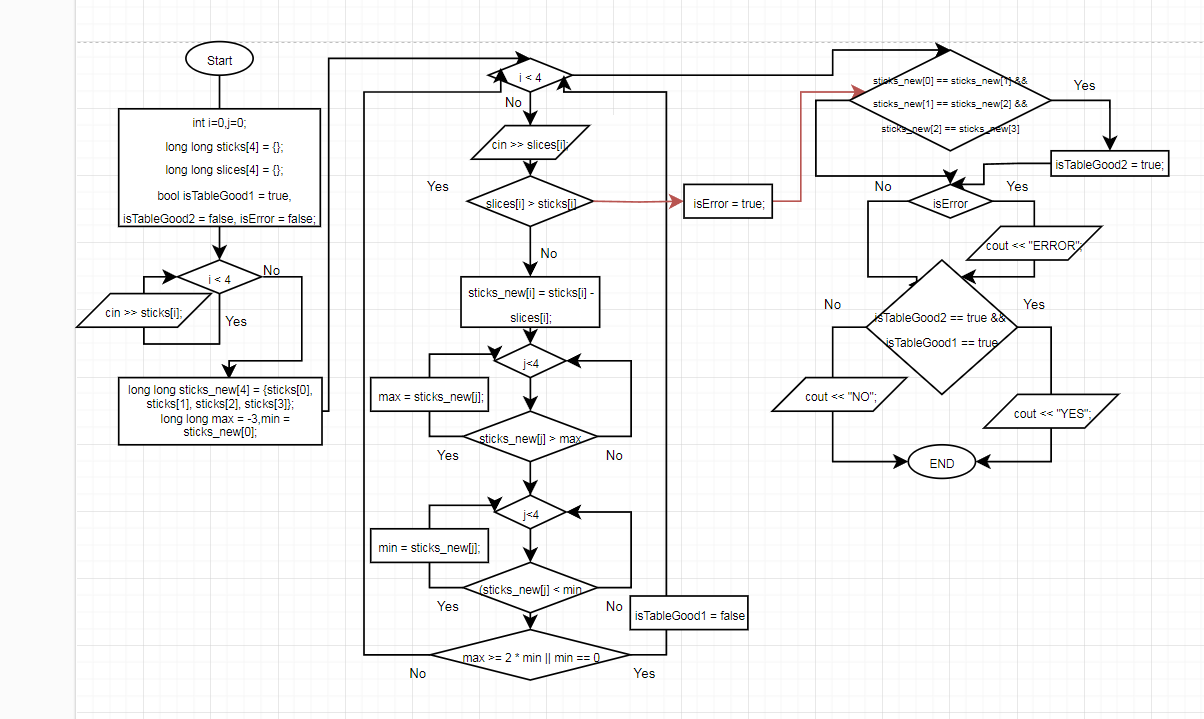 Start
int i=0,j=0;
long long sticks[4] = {};
long long slices[4] = {};
bool isTableGood1 = true,
isTableGood2 = false, isError = false;
i < 4
No
cin >> sticks[i];
Yes
long long sticks_new[4] = {sticks[0],
sticks[1], sticks[2], sticks[3]};
long long max = -3,min =
sticks_new[0];
i < 4
No
cin >> slices[i];
Yes
slices[i] > sticks[i]
isError = true;
No
sticks_new[i] = sticks[i] -
slices[i];
j<4
max = sticks_new[j];
sticks_new[j] > max
Yes
No
j<4
min = sticks_new[j];
(sticks_new[j] < min
Yes
No
isTableGood1 = false
max >= 2 * min || min == 0
No
Yes
sticks_new[0] == sticks_new[1] &&
sticks_new[1] == sticks_new[2] &&
sticks_new[2] == sticks_new[3]
Yes
isTableGood2 = true;
No
Yes
isError
cout << "ERROR";
No
Yes
isTableGood2 == true &&
isTableGood1 == true
cout << "NO";
cout << "YES";
END